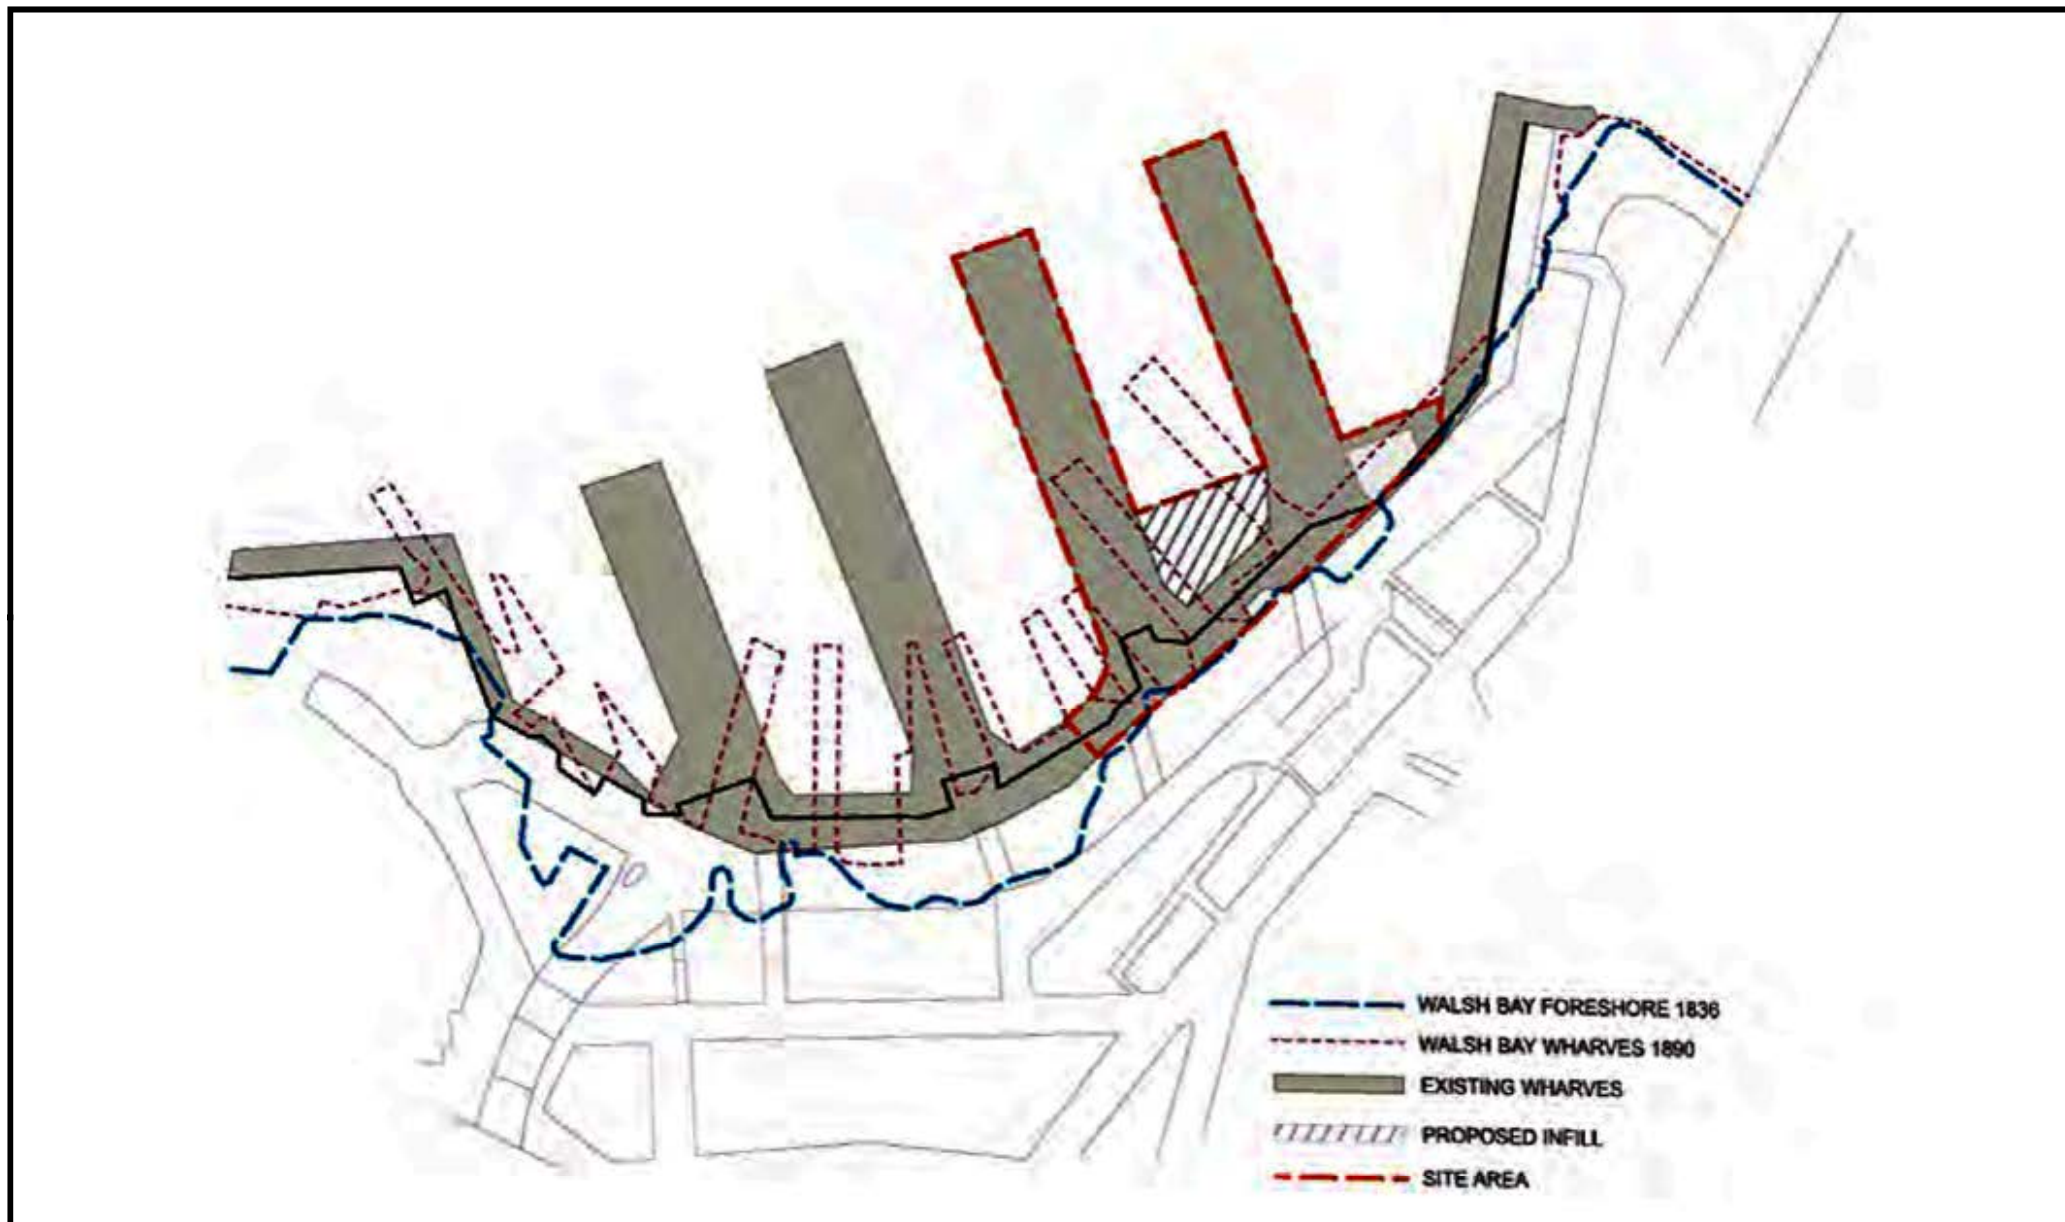 WALSH BAY FORESHORE 1836
WALSH BAY WHARVES 1890
EXISTING WHARVES
PROPOSED INFILL
SITE AREA